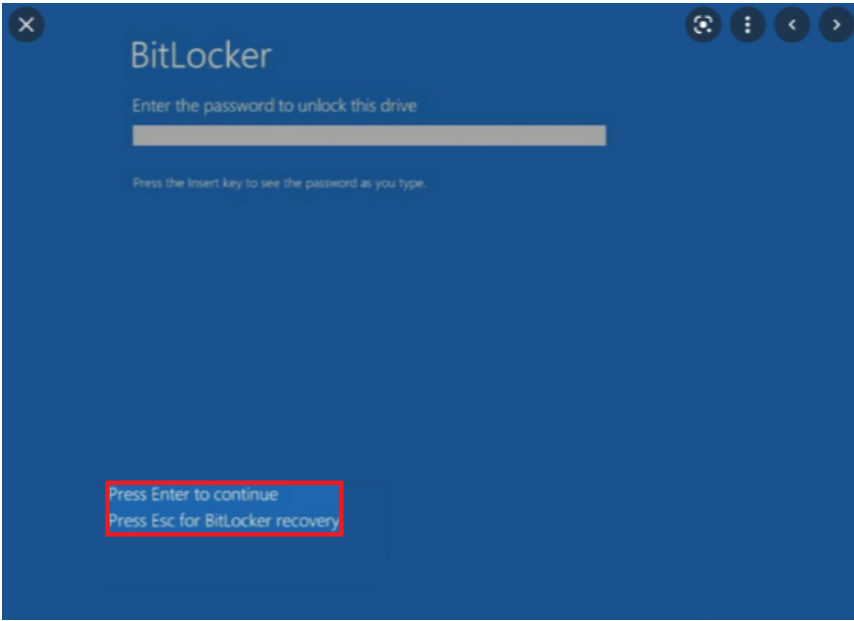 BitLocker
Enter the password to unlock this drive
Press the Insert key to see the password as you type.
Press Enter to continue
Press Esc for BitLocker recovery